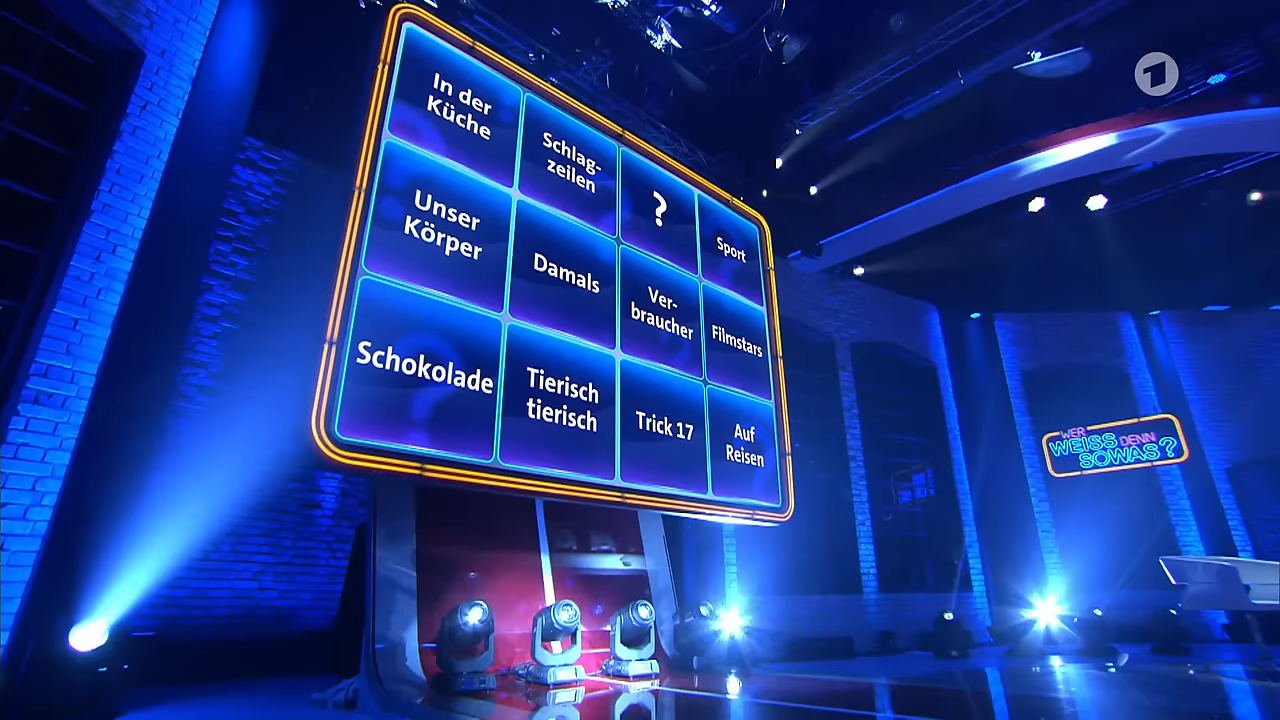 In der
Küche
Schlag-
zeilen
?
Sport
Unser
Körper
Damals
Ver-
braucher
Filmstars
Schokolade
Tierisch
tierisch
Trick 17
Auf
Reisen
1
WER
WEISS DENN
SOWAS?